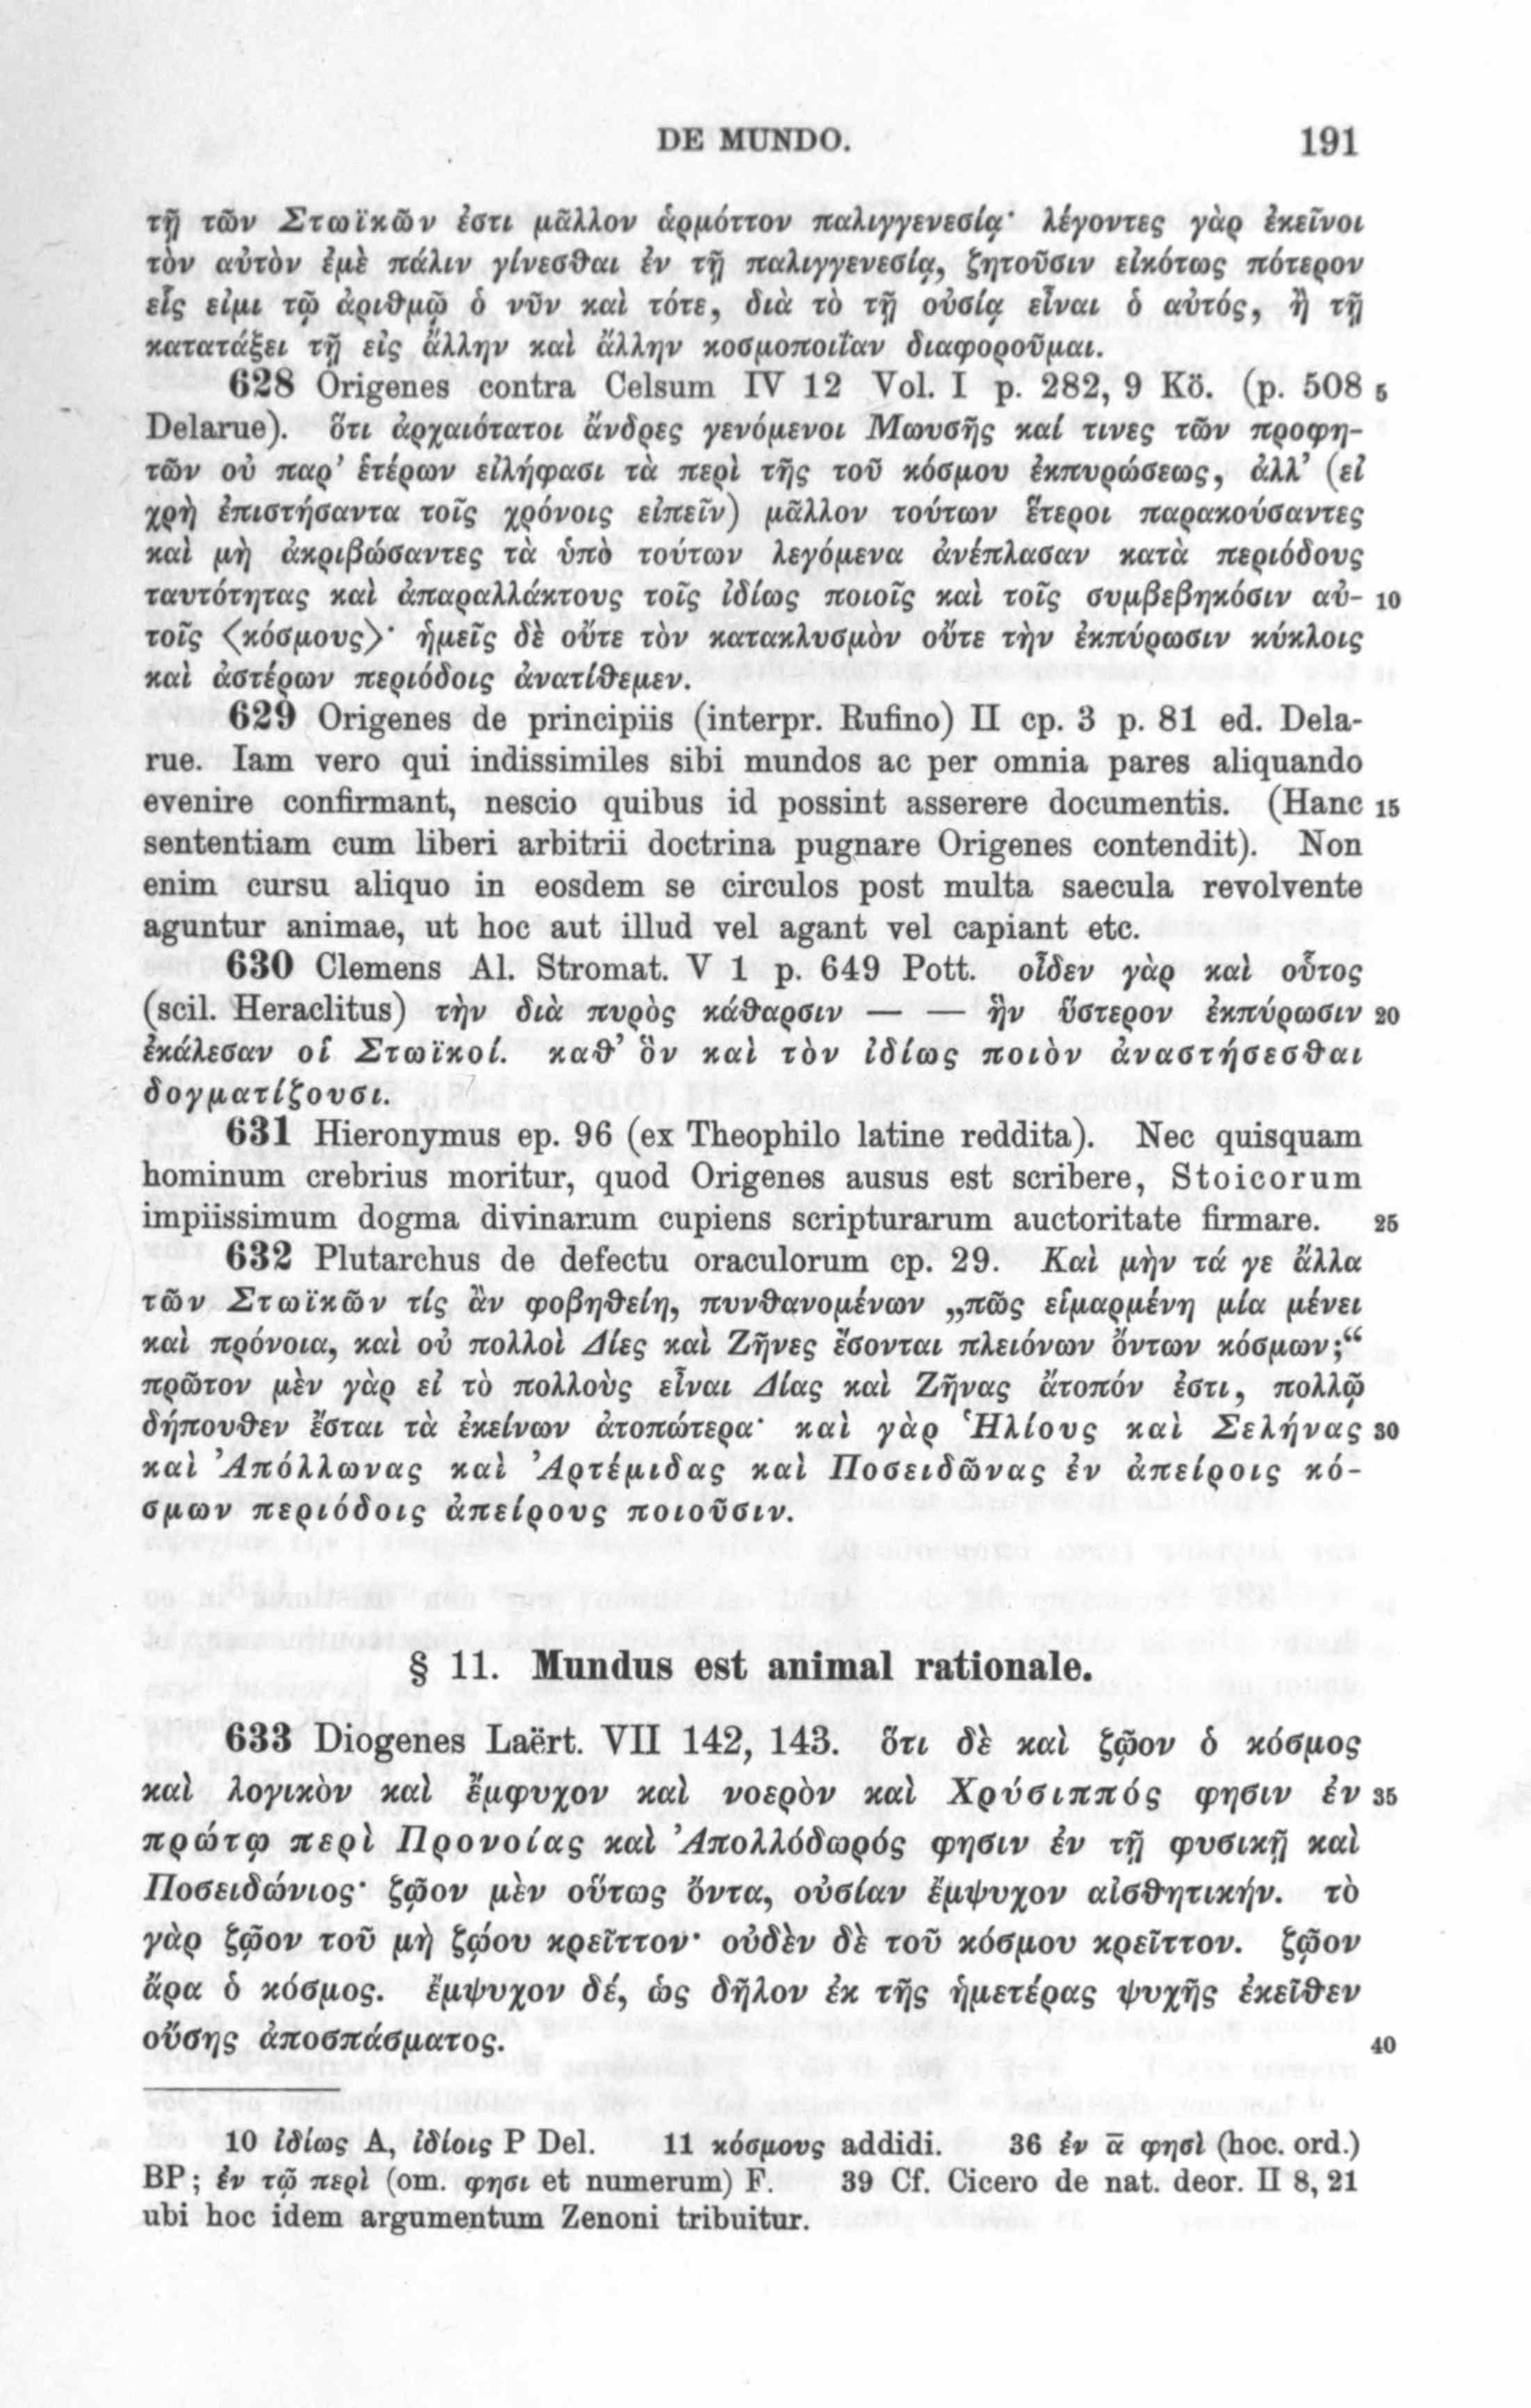 DE MUNDO. 191
τῇ τῶν Στωϊκῶν ἐστι μᾶλλον ἁρμόττον παλιγγενεσίᾳ· λέγοντες γὰρ ἐκεῖνοι
τὸν αὐτὸν ἐμὲ πάλιν γίνεσθαι ἐν τῇ παλιγγενεσίᾳ, ζητοῦσιν εἰκότως πότερον
εἷς εἰμι τῷ ἀριθμῷ ὁ νῦν καὶ τότε, διὰ τὸ τῇ οὐσίᾳ εἶναι ὁ αὐτός, ἢ τῇ
κατατάξει τῇ εἰς ἄλλην καὶ ἄλλην κοσμοποιΐαν διαφοροῦμαι.
628 Origenes contra Celsum IV 12 Vol. I p. 282, 9 Kö. (p. 508 5
Delarue). ὅτι ἀρχαιότατοι ἄνδρες γενόμενοι Μωυσῆς καί τινες τῶν προφη-
τῶν οὐ παρ’ ἑτέρων εἰλήφασι τὰ περὶ τῆς τοῦ κόσμου ἐκπυρώσεως, ἀλλ’ (εἰ
χρὴ ἐπιστήσαντα τοῖς χρόνοις εἰπεῖν) μᾶλλον τούτων ἕτεροι παρακούσαντες
καὶ μὴ ἀκριβώσαντες τὰ ὑπὸ τούτων λεγόμενα ἀνέπλασαν κατὰ περιόδους
ταυτότητας καὶ ἀπαραλλάκτους τοῖς ἰδίως ποιοῖς καὶ τοῖς συμβεβηκόσιν αὐ- 10
τοῖς ⟨κόσμους⟩· ἡμεῖς δὲ οὔτε τὸν κατακλυσμὸν οὔτε τὴν ἐκπύρωσιν κύκλοις
καὶ ἀστέρων περιόδοις ἀνατίθεμεν.
629 Origenes de principiis (interpr. Rufino) II cp. 3 p. 81 ed. Dela-
rue. Iam vero qui indissimiles sibi mundos ac per omnia pares aliquando
evenire confirmant, nescio quibus id possint asserere documentis. (Hanc 15
sententiam cum liberi arbitrii doctrina pugnare Origenes contendit). Non
enim cursu aliquo in eosdem se circulos post multa saecula revolvente
aguntur animae, ut hoc aut illud vel agant vel capiant etc.
630 Clemens Al. Stromat. V 1 p. 649 Pott. οἶδεν γὰρ καὶ οὗτος
(scil. Heraclitus) τὴν διὰ πυρὸς κάθαρσιν — — ἣν ὕστερον ἐκπύρωσιν 20
ἐκάλεσαν οἱ Στωϊκοί. καθ’ ὃν καὶ τὸν ἰδίως ποιὸν ἀναστήσεσθαι
δογματίζουσι.
631 Hieronymus ep. 96 (ex Theophilo latine reddita). Nec quisquam
hominum crebrius moritur, quod Origenes ausus est scribere, Stoicorum
impiissimum dogma divinarum cupiens scripturarum auctoritate firmare. 25
632 Plutarchus de defectu oraculorum cp. 29. Καὶ μὴν τά γε ἄλλα
τῶν Στωϊκῶν τίς ἂν φοβηθείη, πυνθανομένων „πῶς εἱμαρμένη μία μένει
καὶ πρόνοια, καὶ οὐ πολλοὶ Δίες καὶ Ζῆνες ἔσονται πλειόνων ὄντων κόσμων;“
πρῶτον μὲν γὰρ εἰ τὸ πολλοὺς εἶναι Δίας καὶ Ζῆνας ἄτοπόν ἐστι, πολλῷ
δήπουθεν ἔσται τὰ ἐκείνων ἀτοπώτερα· καὶ γὰρ Ἡλίους καὶ Σελήνας 30
καὶ Ἀπόλλωνας καὶ Ἀρτέμιδας καὶ Ποσειδῶνας ἐν ἀπείροις κό-
σμων περιόδοις ἀπείρους ποιοῦσιν.
§ 11. Mundus est animal rationale.
633 Diogenes Laërt. VII 142, 143. ὅτι δὲ καὶ ζῷον ὁ κόσμος
καὶ λογικὸν καὶ ἔμφυχον καὶ νοερὸν καὶ Χρύσιππός φησιν ἐν 35
πρώτῳ περὶ Προνοίας καὶ Ἀπολλόδωρός φησιν ἐν τῇ φυσικῇ καὶ
Ποσειδώνιος· ζῷον μὲν οὕτως ὄντα, οὐσίαν ἔμψυχον αἰσθητικήν. τὸ
γὰρ ζῷον τοῦ μὴ ζῴου κρεῖττον· οὐδὲν δὲ τοῦ κόσμου κρεῖττον. ζῷον
ἄρα ὁ κόσμος. ἔμψυχον δέ, ὡς δῆλον ἐκ τῆς ἡμετέρας ψυχῆς ἐκεῖθεν
οὔσης ἀποσπάσματος. 40
10 ἰδίως A, ἰδίοις P Del. 11 κόσμους addidi. 36 ἐν α̅ φησὶ (hoc. ord.)
BP; ἐν τῷ περὶ (om. φησι et numerum) F. 39 Cf. Cicero de nat. deor. II 8, 21
ubi hoc idem argumentum Zenoni tribuitur.